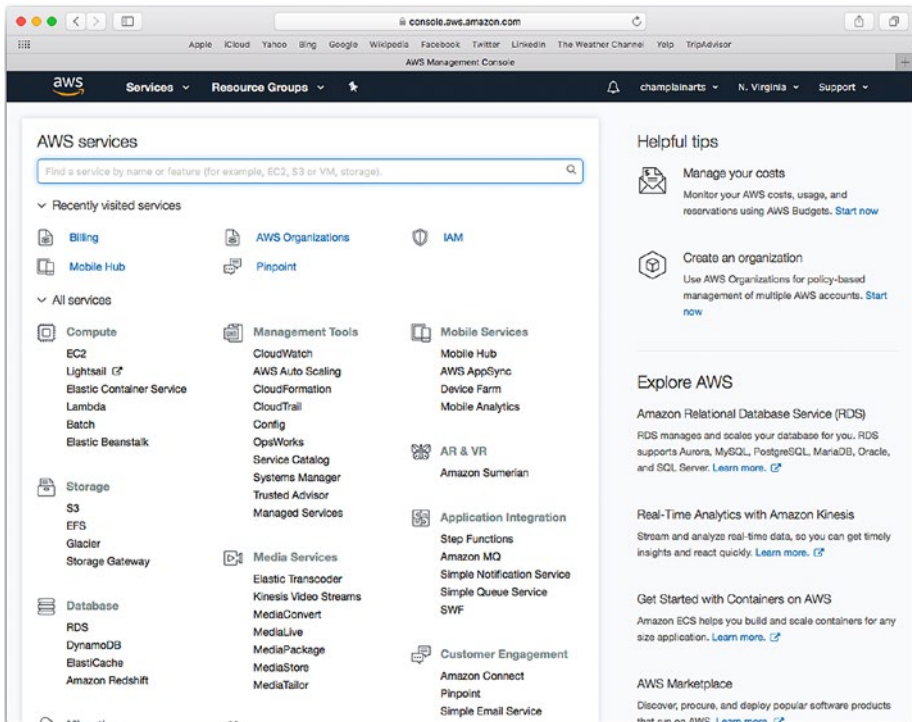 console.aws.amazon.com
Apple iCloud Yahoo Bing Google Wikipedia Facebook Twitter LinkedIn The Weather Channel Yelp TripAdvisor
AWS Management Console
aws Services Resource Groups champlainarts N. Virginia Support
AWS services
Find a service by name or feature (for example, EC2, S3 or VM, storage).
Recently visited services
Billing
AWS Organizations
IAM
Mobile Hub
Pinpoint
All services
Compute
EC2
Lightsail
Elastic Container Service
Lambda
Batch
Elastic Beanstalk
Storage
S3
EFS
Glacier
Storage Gateway
Database
RDS
DynamoDB
ElastiCache
Amazon Redshift
Management Tools
CloudWatch
AWS Auto Scaling
CloudFormation
CloudTrail
Config
OpsWorks
Service Catalog
Systems Manager
Trusted Advisor
Managed Services
Media Services
Elastic Transcoder
Kinesis Video Streams
MediaConvert
MediaLive
MediaPackage
MediaStore
MediaTailor
Mobile Services
Mobile Hub
AWS AppSync
Device Farm
Mobile Analytics
AR & VR
Amazon Sumerian
Application Integration
Step Functions
Amazon MQ
Simple Notification Service
Simple Queue Service
SWF
Customer Engagement
Amazon Connect
Pinpoint
Simple Email Service
Helpful tips
Manage your costs
Monitor your AWS costs, usage, and
reservations using AWS Budgets. Start now
Create an organization
Use AWS Organizations for policy-based
management of multiple AWS accounts. Start
now
Explore AWS
Amazon Relational Database Service (RDS)
RDS manages and scales your database for you. RDS
supports Aurora, MySQL, PostgreSQL, MariaDB, Oracle,
and SQL Server. Learn more.
Real-Time Analytics with Amazon Kinesis
Stream and analyze real-time data, so you can get timely
insights and react quickly. Learn more.
Get Started with Containers on AWS
Amazon ECS helps you build and scale containers for any
size application. Learn more.
AWS Marketplace
Discover, procure, and deploy popular software products
that run on AWS. Learn more.